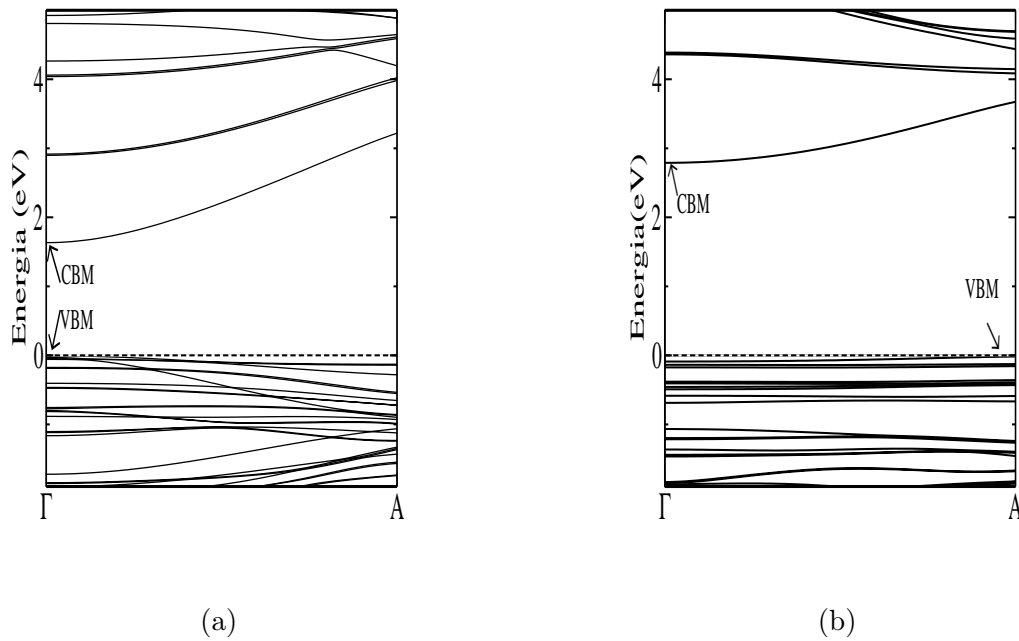 Energia (eV)
4
2
0
CBM
VBM
Γ
A
(a)
Energia(eV)
4
2
0
CBM
VBM
Γ
A
(b)